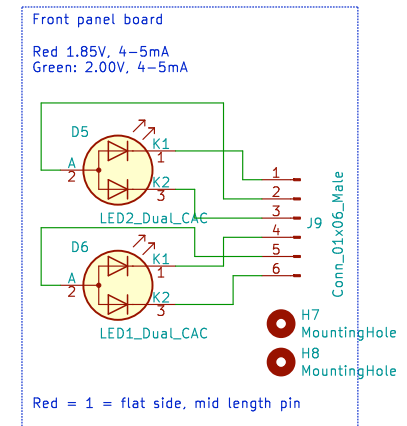 Front panel board
Red 1.85V, 4-5mA
Green: 2.00V, 4-5mA
D5
A
2
K1
1
K2
3
LED2_Dual_CAC
D6
A
2
K1
1
K2
3
LED1_Dual_CAC
1
2
3
4
5
6
J9
Conn_01x06_Male
H7
MountingHole
H8
MountingHole
Red = 1 = flat side, mid length pin